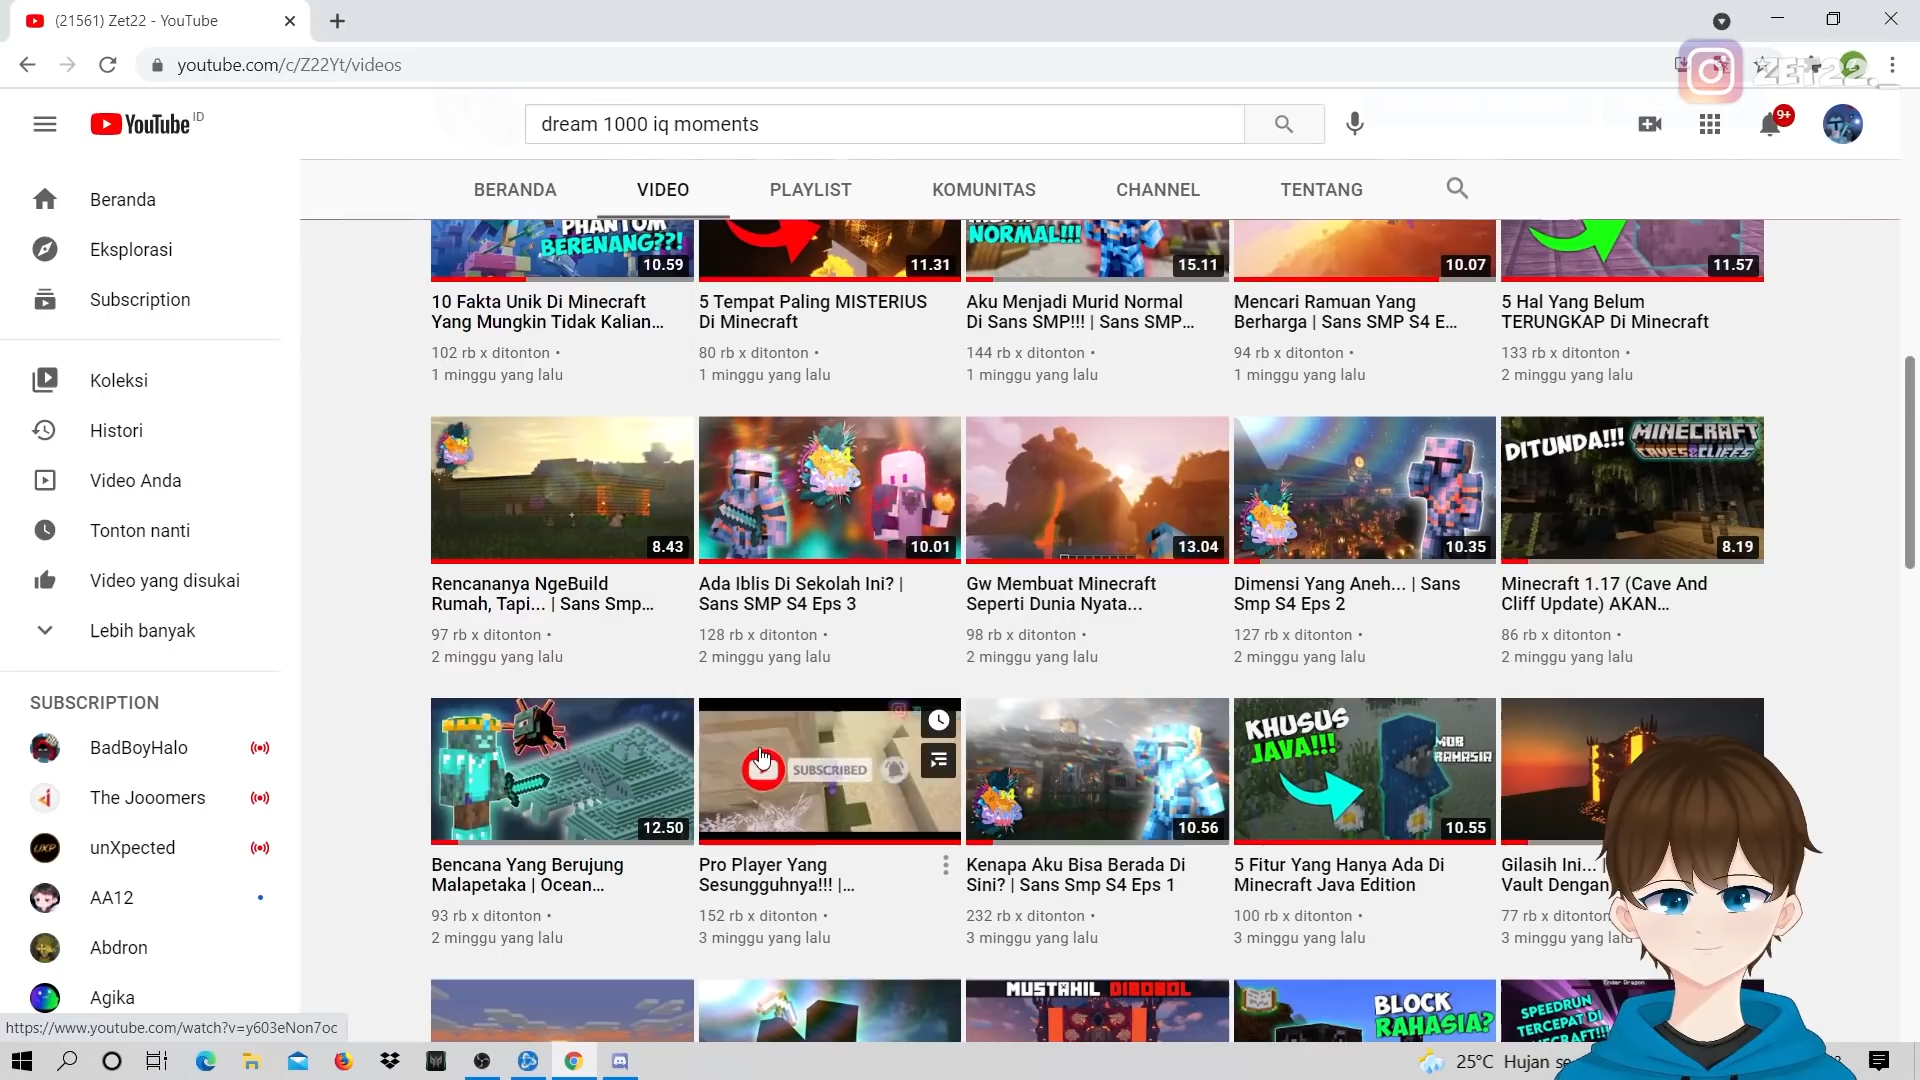 (21561) Zet22 - YouTube
youtube.com/c/Z22Yt/videos
ZET22._
YouTube ID
dream 1000 iq moments
9+
BERANDA VIDEO PLAYLIST KOMUNITAS CHANNEL TENTANG
Beranda
Eksplorasi
Subscription
Koleksi
Histori
Video Anda
Tonton nanti
Video yang disukai
Lebih banyak
SUBSCRIPTION
BadBoyHalo
The Jooomers
unXpected
UXP
AA12
Abdron
Agika
PHANTOM
BERENANG??!
10.59
10 Fakta Unik Di Minecraft
Yang Mungkin Tidak Kalian...
102 rb x ditonton •
1 minggu yang lalu
11.31
5 Tempat Paling MISTERIUS
Di Minecraft
80 rb x ditonton •
1 minggu yang lalu
NORMAL!!!
15.11
Aku Menjadi Murid Normal
Di Sans SMP!!! | Sans SMP...
144 rb x ditonton •
1 minggu yang lalu
10.07
Mencari Ramuan Yang
Berharga | Sans SMP S4 E...
94 rb x ditonton •
1 minggu yang lalu
11.57
5 Hal Yang Belum
TERUNGKAP Di Minecraft
133 rb x ditonton •
2 minggu yang lalu
8.43
Rencananya NgeBuild
Rumah, Tapi... | Sans Smp...
97 rb x ditonton •
2 minggu yang lalu
10.01
Ada Iblis Di Sekolah Ini? |
Sans SMP S4 Eps 3
128 rb x ditonton •
2 minggu yang lalu
13.04
Gw Membuat Minecraft
Seperti Dunia Nyata...
98 rb x ditonton •
2 minggu yang lalu
10.35
Dimensi Yang Aneh... | Sans
Smp S4 Eps 2
127 rb x ditonton •
2 minggu yang lalu
DITUNDA!!! MINECRAFT
CAVES & CLIFFS
8.19
Minecraft 1.17 (Cave And
Cliff Update) AKAN...
86 rb x ditonton •
2 minggu yang lalu
12.50
Bencana Yang Berujung
Malapetaka | Ocean...
93 rb x ditonton •
2 minggu yang lalu
SUBSCRIBED
Pro Player Yang
Sesungguhnya!!! |...
152 rb x ditonton •
3 minggu yang lalu
10.56
Kenapa Aku Bisa Berada Di
Sini? | Sans Smp S4 Eps 1
232 rb x ditonton •
3 minggu yang lalu
KHUSUS
JAVA!!!
MOB
RAHASIA
10.55
5 Fitur Yang Hanya Ada Di
Minecraft Java Edition
100 rb x ditonton •
3 minggu yang lalu
Gilasih Ini... |
Vault Dengan
77 rb x ditonton
3 minggu yang lalu
MUSTAHIL DIBOBOL
BLOCK
RAHASIA?
Ender Dragon
SPEEDRUN
TERCEPAT DI
MINECRAFT!!!
https://www.youtube.com/watch?v=y603eNon7oc
25°C Hujan se